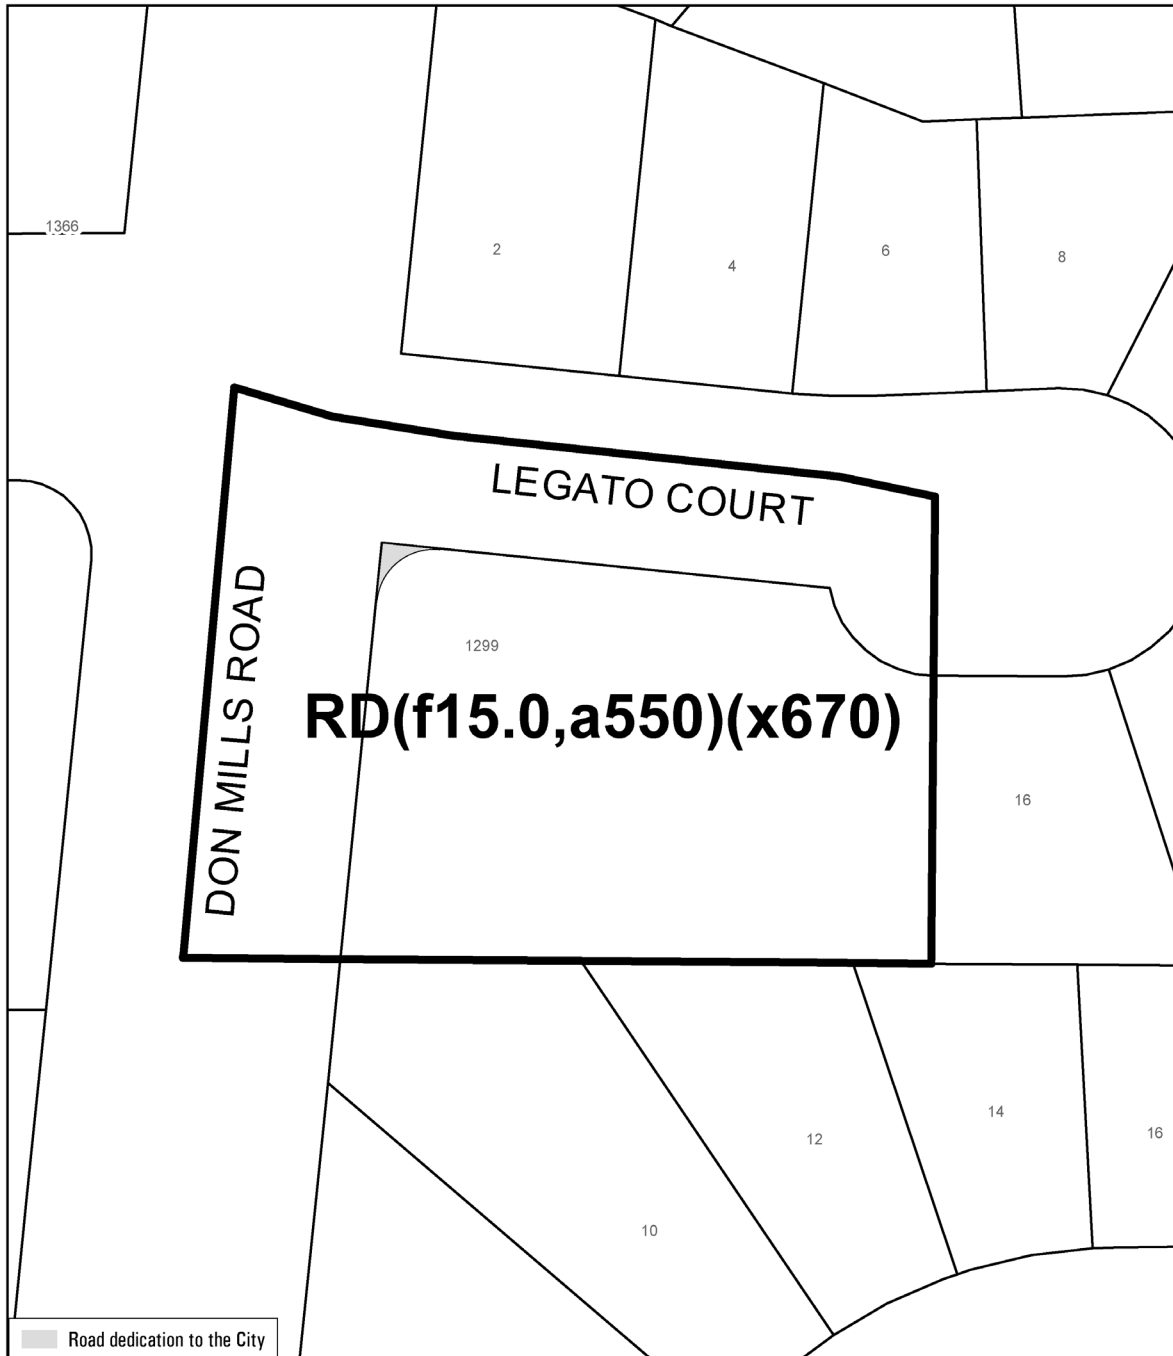 1366
2
4
6
8
LEGATO COURT
DON MILLS ROAD
1299
RD(f15.0,a550)(x670)
16
14
12
16
10
Road dedication to the City